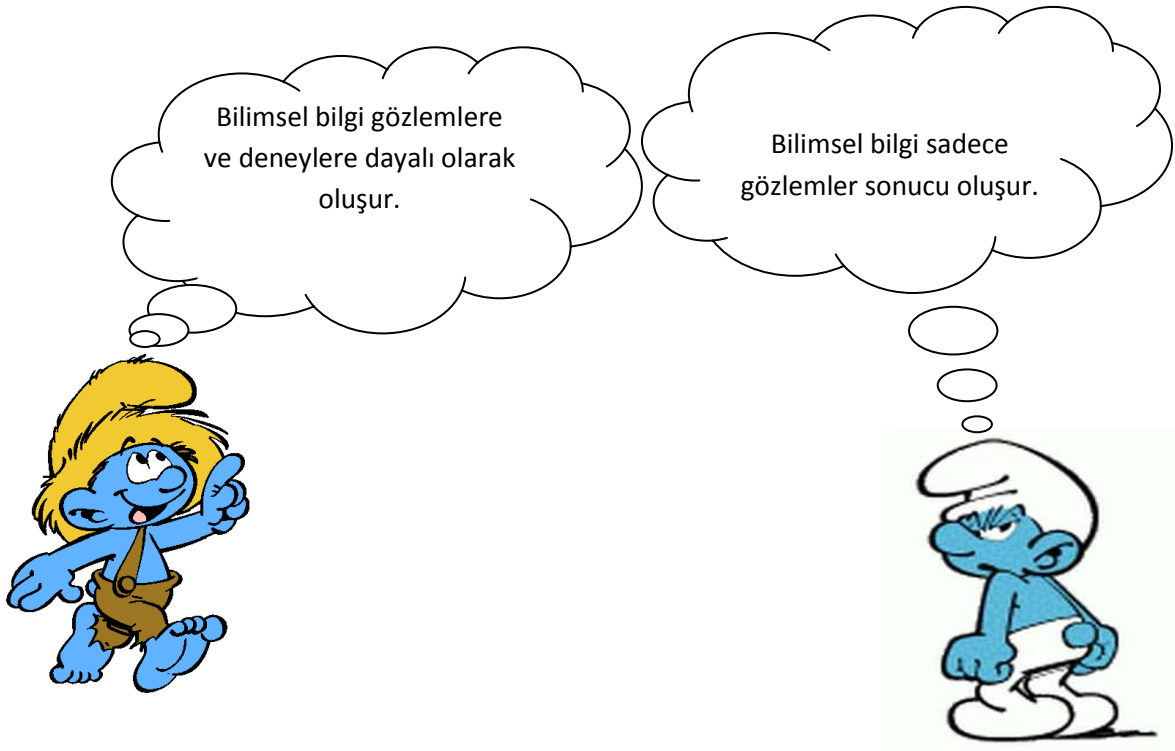 Bilimsel bilgi gözlemlere
ve deneylere dayalı olarak
oluşur.
Bilimsel bilgi sadece
gözlemler sonucu oluşur.